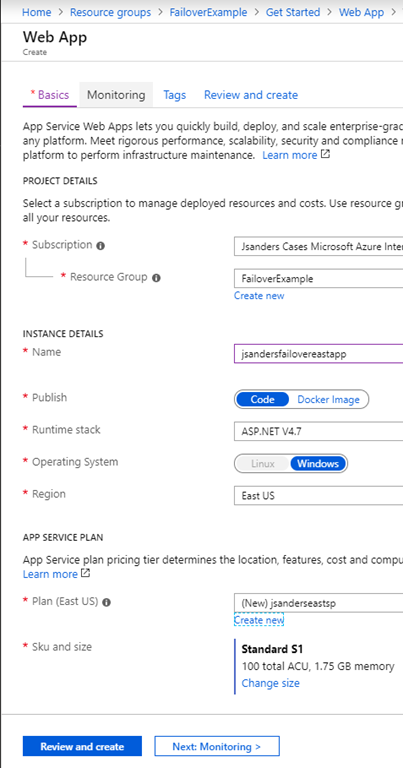 Home > Resource groups > FailoverExample > Get Started > Web App >
Web App
Create
* Basics Monitoring Tags Review and create
App Service Web Apps lets you quickly build, deploy, and scale enterprise-grad
any platform. Meet rigorous performance, scalability, security and compliance r
platform to perform infrastructure maintenance. Learn more
PROJECT DETAILS
Select a subscription to manage deployed resources and costs. Use resource gr
all your resources.
* Subscription Jsanders Cases Microsoft Azure Inter
* Resource Group FailoverExample
Create new
INSTANCE DETAILS
* Name jsandersfailovereastapp
* Publish Code Docker Image
* Runtime stack ASP.NET V4.7
* Operating System Linux Windows
* Region East US
APP SERVICE PLAN
App Service plan pricing tier determines the location, features, cost and compu
Learn more
* Plan (East US) (New) jsanderseastsp
Create new
* Sku and size Standard S1
100 total ACU, 1.75 GB memory
Change size
Review and create Next: Monitoring >